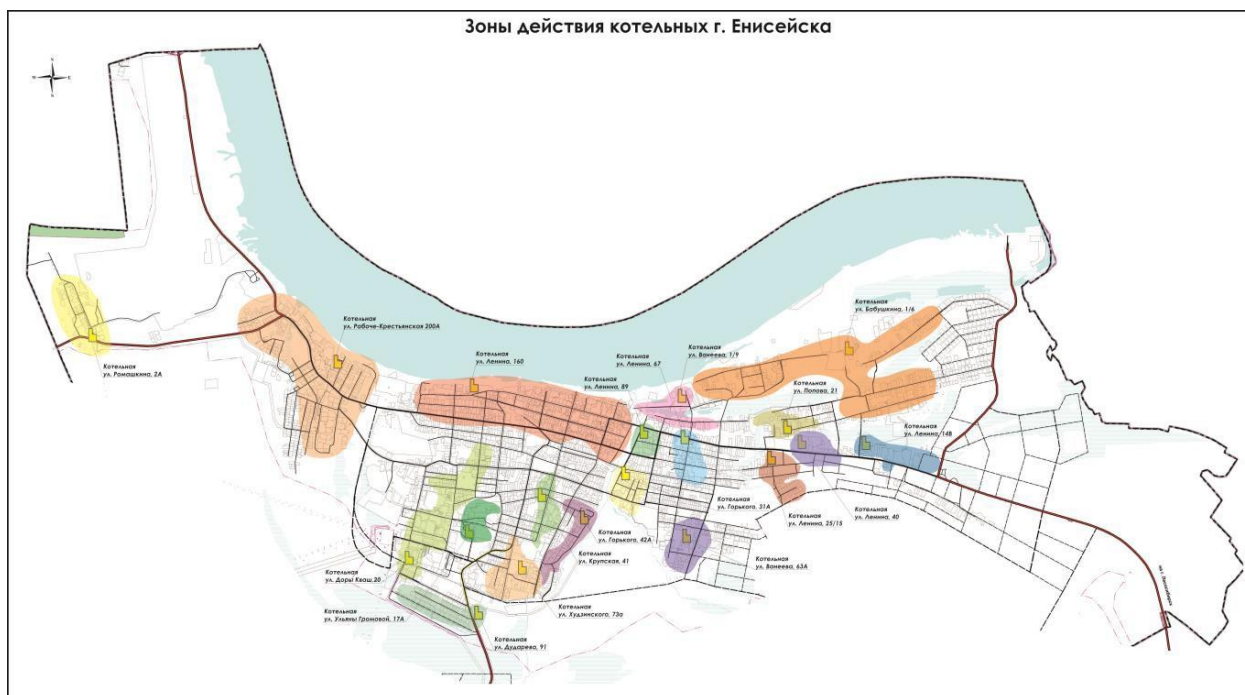 Зоны действия котельных г. Енисейска
Котельная
ул. Бабушкина, 1/6
Котельная
ул. Рабоче-Крестьянская 200А
Котельная
ул. Ванеева, 1/9
Котельная
ул. Ленина, 160
Котельная
ул. Ленина, 67
Котельная
ул. Ромашкина, 2А
Котельная
ул. Ленина, 89
Котельная
ул. Попова, 21
Котельная
ул. Ленина, 14В
Котельная
ул. Горького, 31А
Котельная
ул. Ленина, 25/15
Котельная
ул. Ленина, 40
Котельная
ул. Горького, 42А
Котельная
ул. Крупская, 41
Котельная
ул. Ванеева, 63А
Котельная
ул. Доры Кваш,20
Котельная
ул. Худзинского, 73а
Котельная
ул. Ульяны Громовой, 17А
Котельная
ул. Дударева, 91